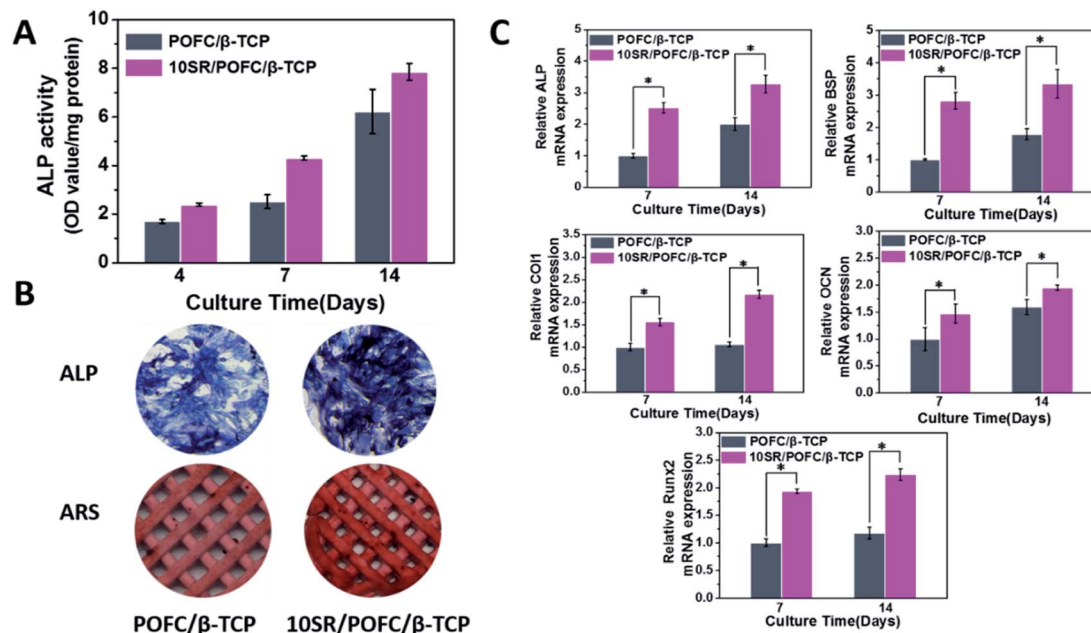 A
ALP activity
(OD value/mg protein)
8
6
4
2
0
POFC/β-TCP
10SR/POFC/β-TCP
4 7 14
Culture Time(Days)
B
ALP
ARS
POFC/β-TCP 10SR/POFC/β-TCP
C
Relative ALP
mRNA expression
5
4
3
2
1
0
POFC/β-TCP
10SR/POFC/β-TCP
* *
7 14
Culture Time(Days)
Relative BSP
mRNA expression
5
4
3
2
1
0
POFC/β-TCP
10SR/POFC/β-TCP
* *
7 14
Culture Time(Days)
Relative COl1
mRNA expression
3.0
2.5
2.0
1.5
1.0
0.5
0.0
POFC/β-TCP
10SR/POFC/β-TCP
* *
7 14
Culture Time(Days)
Relative OCN
mRNA expression
3.0
2.5
2.0
1.5
1.0
0.5
0.0
POFC/β-TCP
10SR/POFC/β-TCP
* *
7 14
Culture Time(Days)
Relative Runx2
mRNA expression
3.0
2.5
2.0
1.5
1.0
0.5
0.0
POFC/β-TCP
10SR/POFC/β-TCP
* *
7 14
Culture Time(Days)